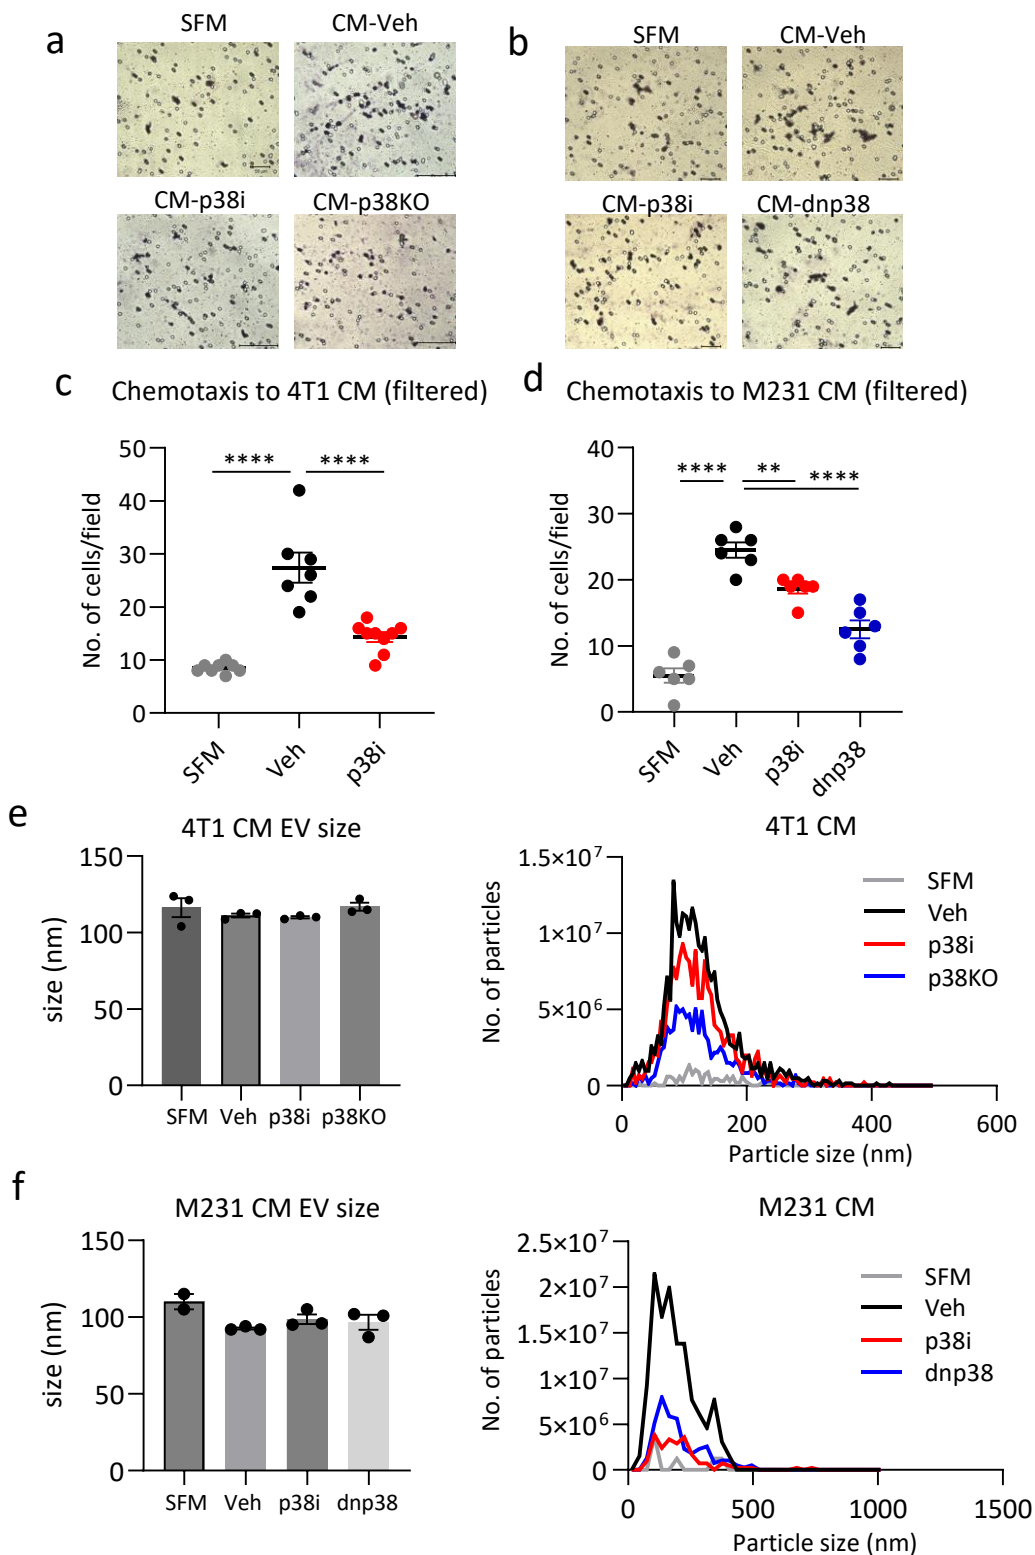 a
SFM
CM-Veh
CM-p38i
CM-p38KO
b
SFM
CM-Veh
CM-p38i
CM-dnp38
c
Chemotaxis to 4T1 CM (filtered)
No. of cells/field
50
40
30
20
10
0
****
****
SFM
Veh
p38i
d
Chemotaxis to M231 CM (filtered)
No. of cells/field
40
30
20
10
0
****
**
****
SFM
Veh
p38i
dnp38
e
4T1 CM EV size
size (nm)
150
100
50
0
SFM
Veh
p38i
p38KO
4T1 CM
No. of particles
1.5×10⁷
1×10⁷
5×10⁶
0
0
200
400
600
Particle size (nm)
SFM
Veh
p38i
p38KO
f
M231 CM EV size
size (nm)
150
100
50
0
SFM
Veh
p38i
dnp38
M231 CM
No. of particles
2.5×10⁷
2×10⁷
1.5×10⁷
1×10⁷
5×10⁶
0
0
500
1000
1500
Particle size (nm)
SFM
Veh
p38i
dnp38